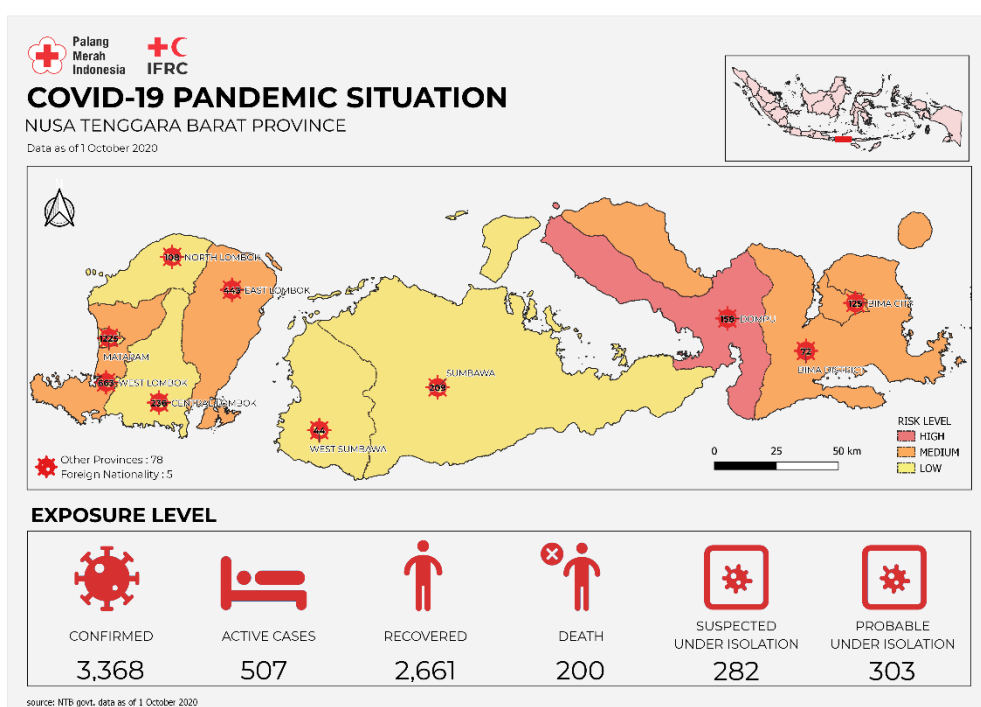 Palang
Merah
Indonesia
IFRC
COVID-19 PANDEMIC SITUATION
NUSA TENGGARA BARAT PROVINCE
Data as of 1 October 2020
108 NORTH LOMBOK
443 EAST LOMBOK
1226
MATARAM
663 WEST LOMBOK
236 CENTRAL LOMBOK
SUMBAWA
209
44
WEST SUMBAWA
158 DOMPU
125 BIMA CITY
72
BIMA DISTRICT
Other Provinces : 78
Foreign Nationality : 5
0 25 50 km
RISK LEVEL
HIGH
MEDIUM
LOW
EXPOSURE LEVEL
CONFIRMED
3,368
ACTIVE CASES
507
RECOVERED
2,661
DEATH
200
SUSPECTED
UNDER ISOLATION
282
PROBABLE
UNDER ISOLATION
303
source: NTB govt. data as of 1 October 2020